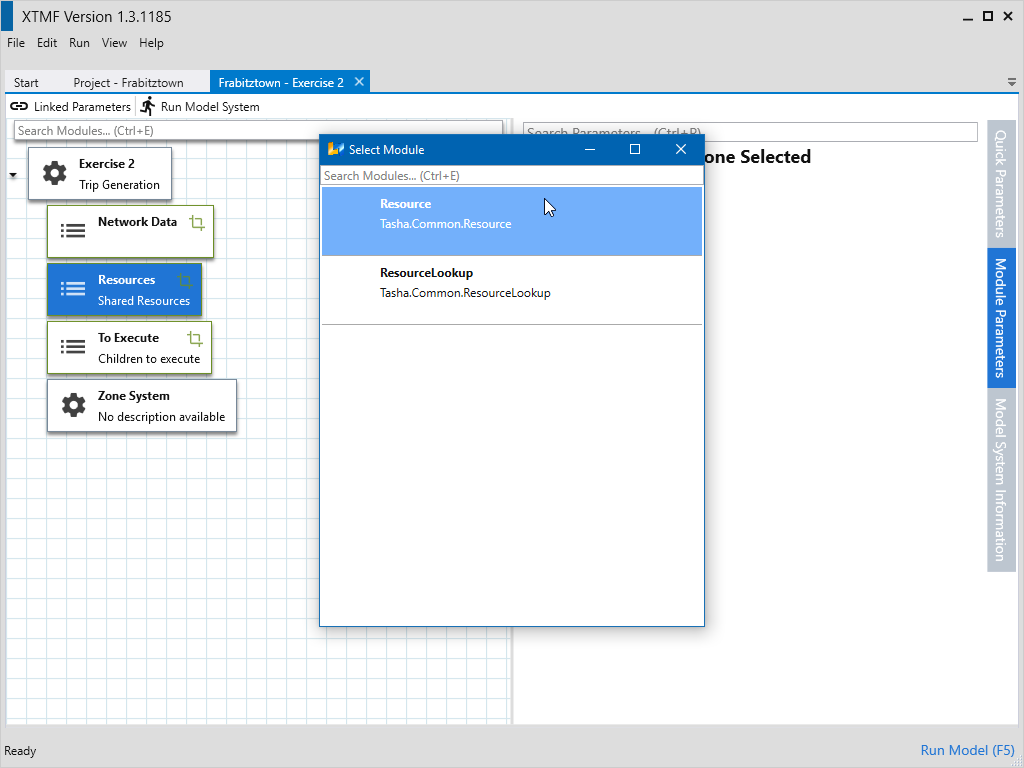 XTMF Version 1.3.1185
File Edit Run View Help
Start Project - Frabitztown Frabitztown - Exercise 2
Linked Parameters Run Model System
Search Modules... (Ctrl+E)
Search Parameters... (Ctrl+P)
one Selected
Exercise 2
Trip Generation
Network Data
Resources
Shared Resources
To Execute
Children to execute
Zone System
No description available
Select Module
Search Modules... (Ctrl+E)
Resource
Tasha.Common.Resource
ResourceLookup
Tasha.Common.ResourceLookup
Quick Parameters
Module Parameters
Model System Information
Ready
Run Model (F5)